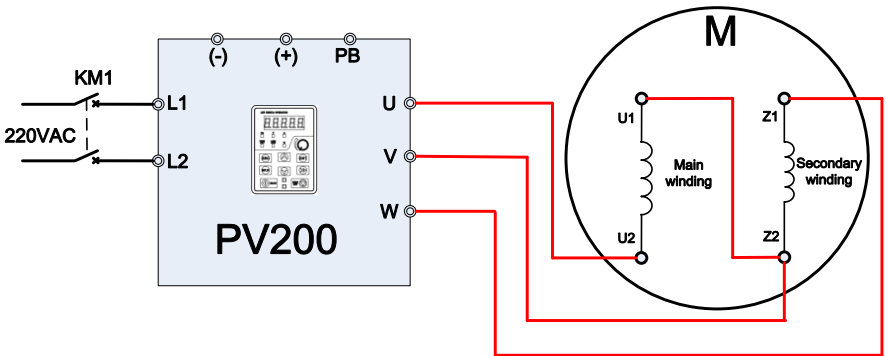 (-) (+) PB
M
KM1
L1
U
220VAC
U1
Z1
V
L2
Main
winding
Secondary
winding
W
PV200
U2
Z2